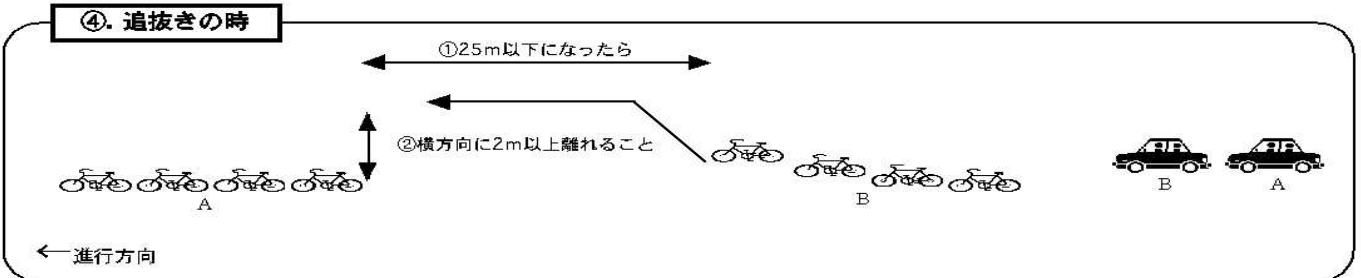 ④. 追抜きの時
①25m以下になったら
②横方向に2m以上離れること
A
B
B
A
←進行方向